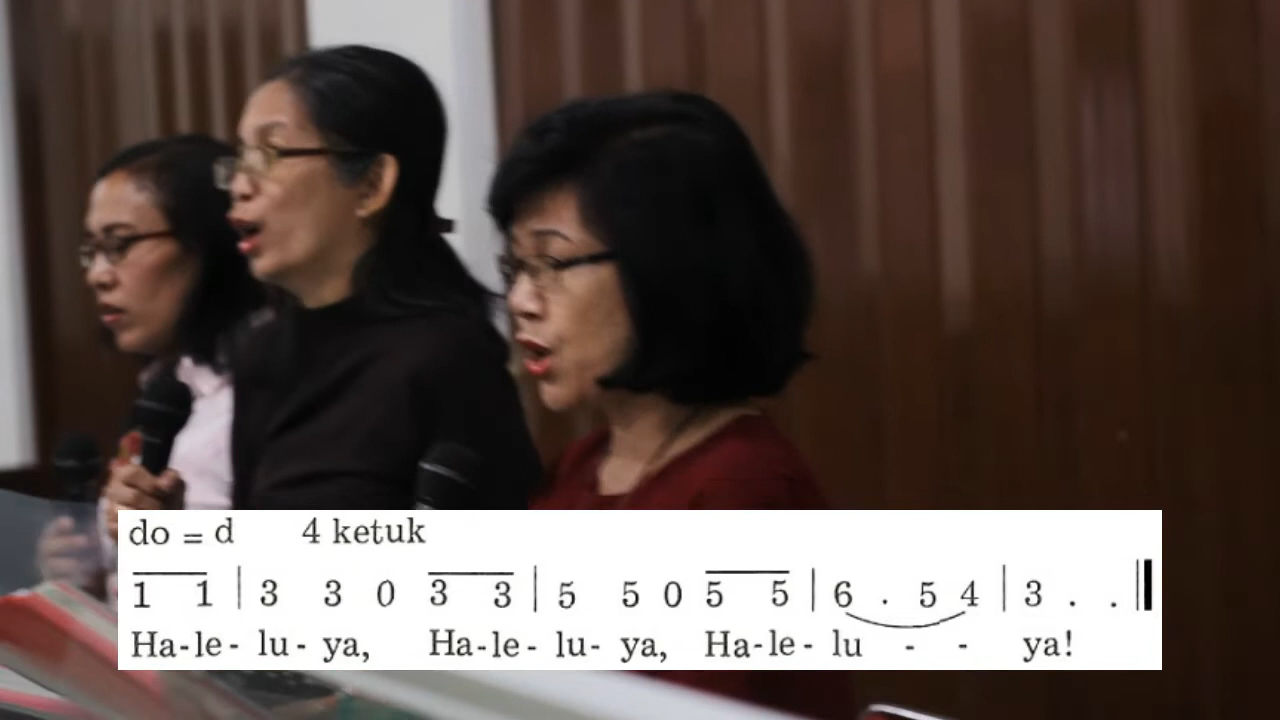 do = d 4 ketuk
1 1 | 3 3 0 3 3 | 5 5 0 5 5 | 6 . 5 4 | 3 . . ||
Ha-le- lu- ya, Ha-le- lu- ya, Ha-le- lu - - ya!